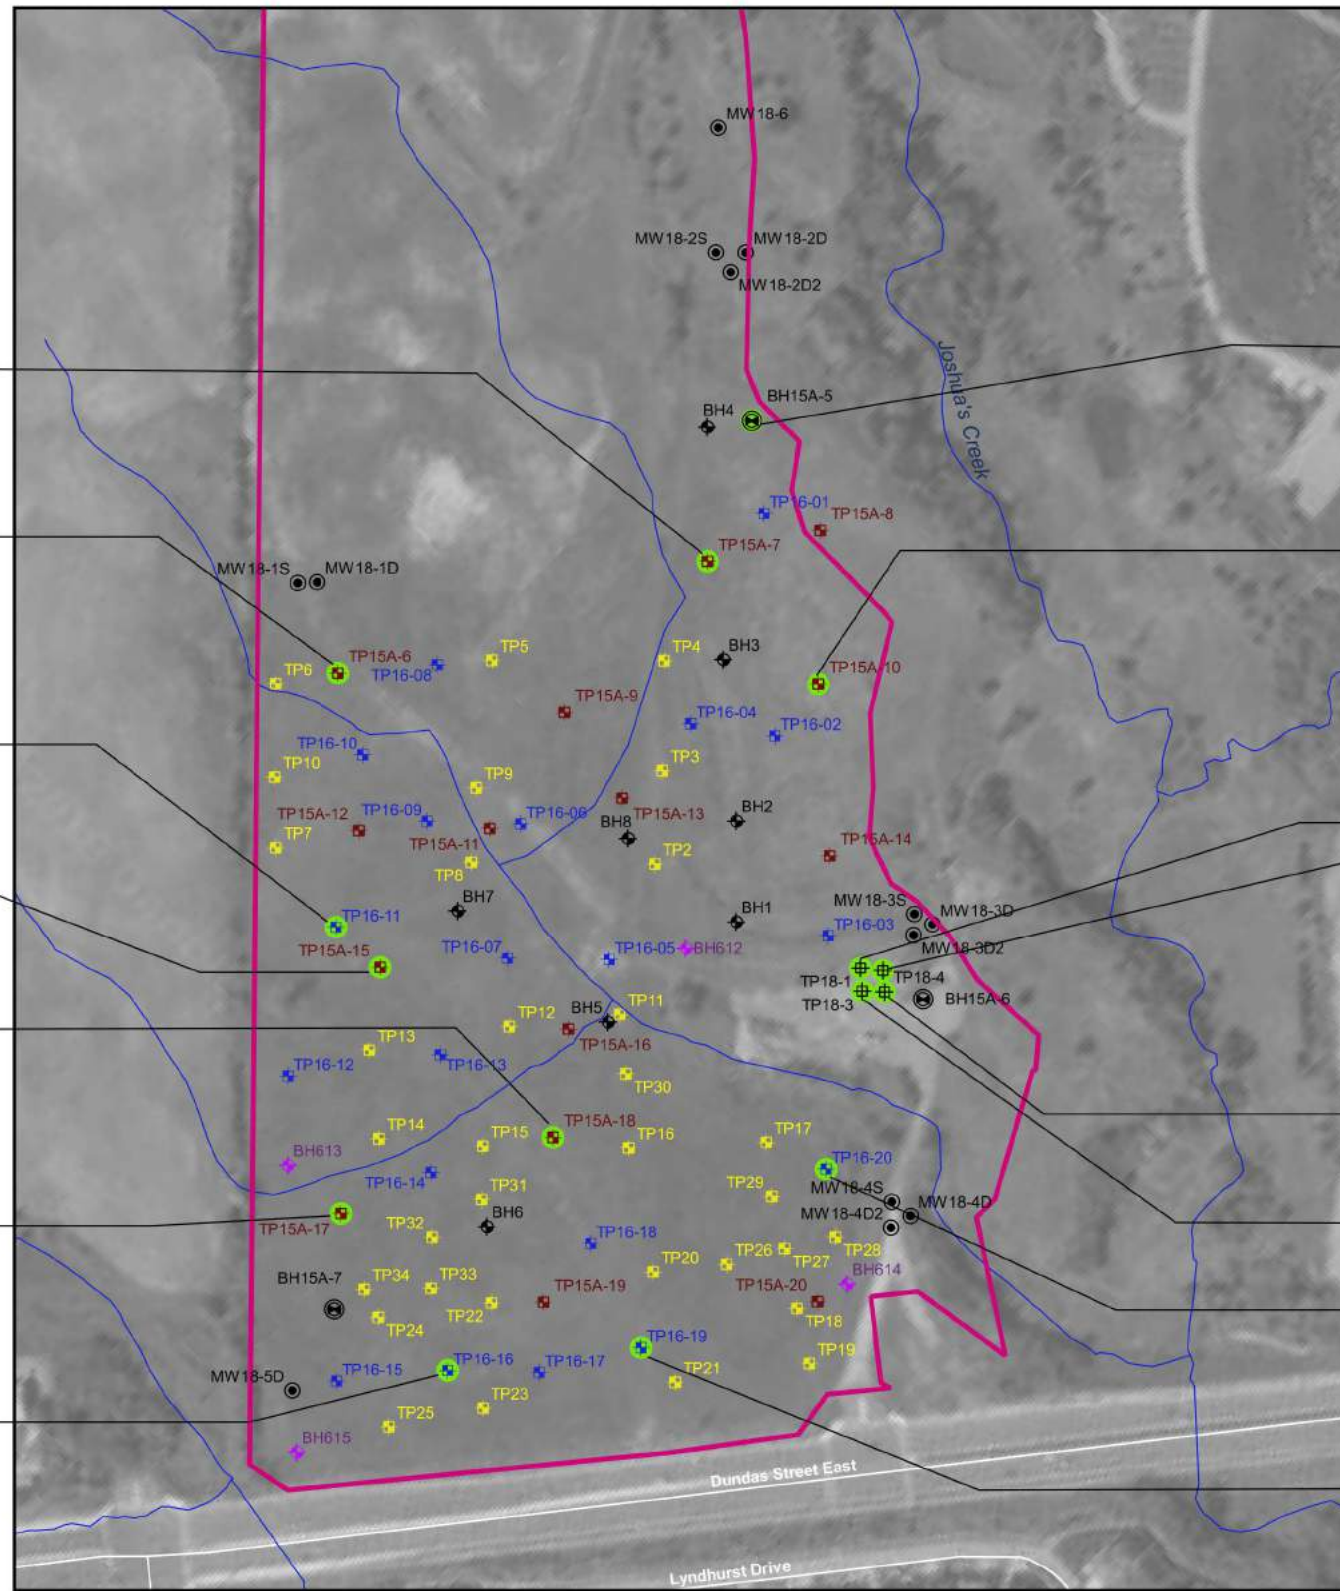 MW18-6
MW18-2S
MW18-2D
MW18-2D2
Joshua's Creek
BH15A-5
BH4
TP16-01
TP15A-8
TP15A-7
MW18-1S
MW18-1D
TP5
TP4
BH3
TP15A-6
TP16-08
TP6
TP15A-10
TP15A-9
TP16-04
TP16-02
TP16-10
TP3
TP10
TP9
TP15A-12
TP16-09
TP16-06
TP15A-13
BH2
BH8
TP7
TP15A-11
TP2
TP15A-14
TP8
BH7
MW18-3S
MW18-3D
TP16-11
BH1
TP16-03
TP15A-15
TP16-07
TP16-05
BH612
MW18-3D2
TP18-1
TP18-4
TP18-3
BH15A-6
TP12
BH5
TP11
TP13
TP15A-16
TP16-12
TP16-13
TP30
TP14
TP15
TP15A-18
TP16
TP17
BH613
TP16-20
TP16-14
TP31
TP29
MW18-4S
MW18-4D
TP15A-17
TP32
BH6
MW18-4D2
TP16-18
TP26
TP27
TP28
TP20
BH614
BH15A-7
TP34
TP33
TP15A-19
TP15A-20
TP24
TP22
TP18
TP16-19
TP19
MW18-5D
TP16-15
TP16-16
TP16-17
TP21
TP25
TP23
BH615
Dundas Street East
Lyndhurst Drive